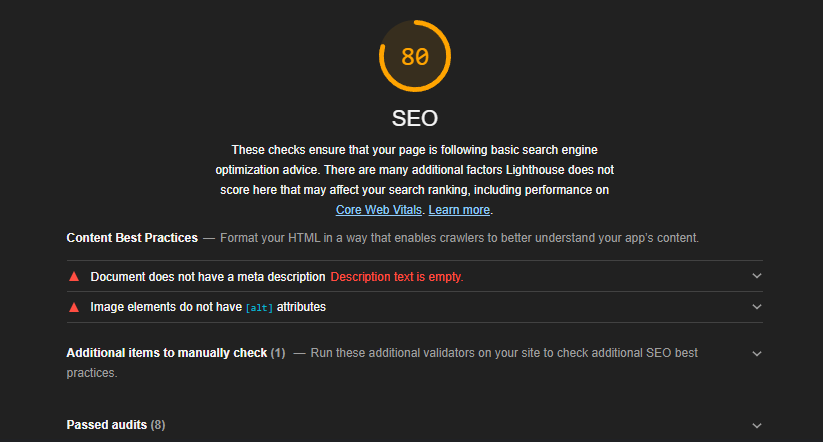 80
SEO
These checks ensure that your page is following basic search engine
optimization advice. There are many additional factors Lighthouse does not
score here that may affect your search ranking, including performance on
Core Web Vitals. Learn more.
Content Best Practices — Format your HTML in a way that enables crawlers to better understand your app’s content.
Document does not have a meta description Description text is empty.
Image elements do not have [alt] attributes
Additional items to manually check (1) — Run these additional validators on your site to check additional SEO best
practices.
Passed audits (8)